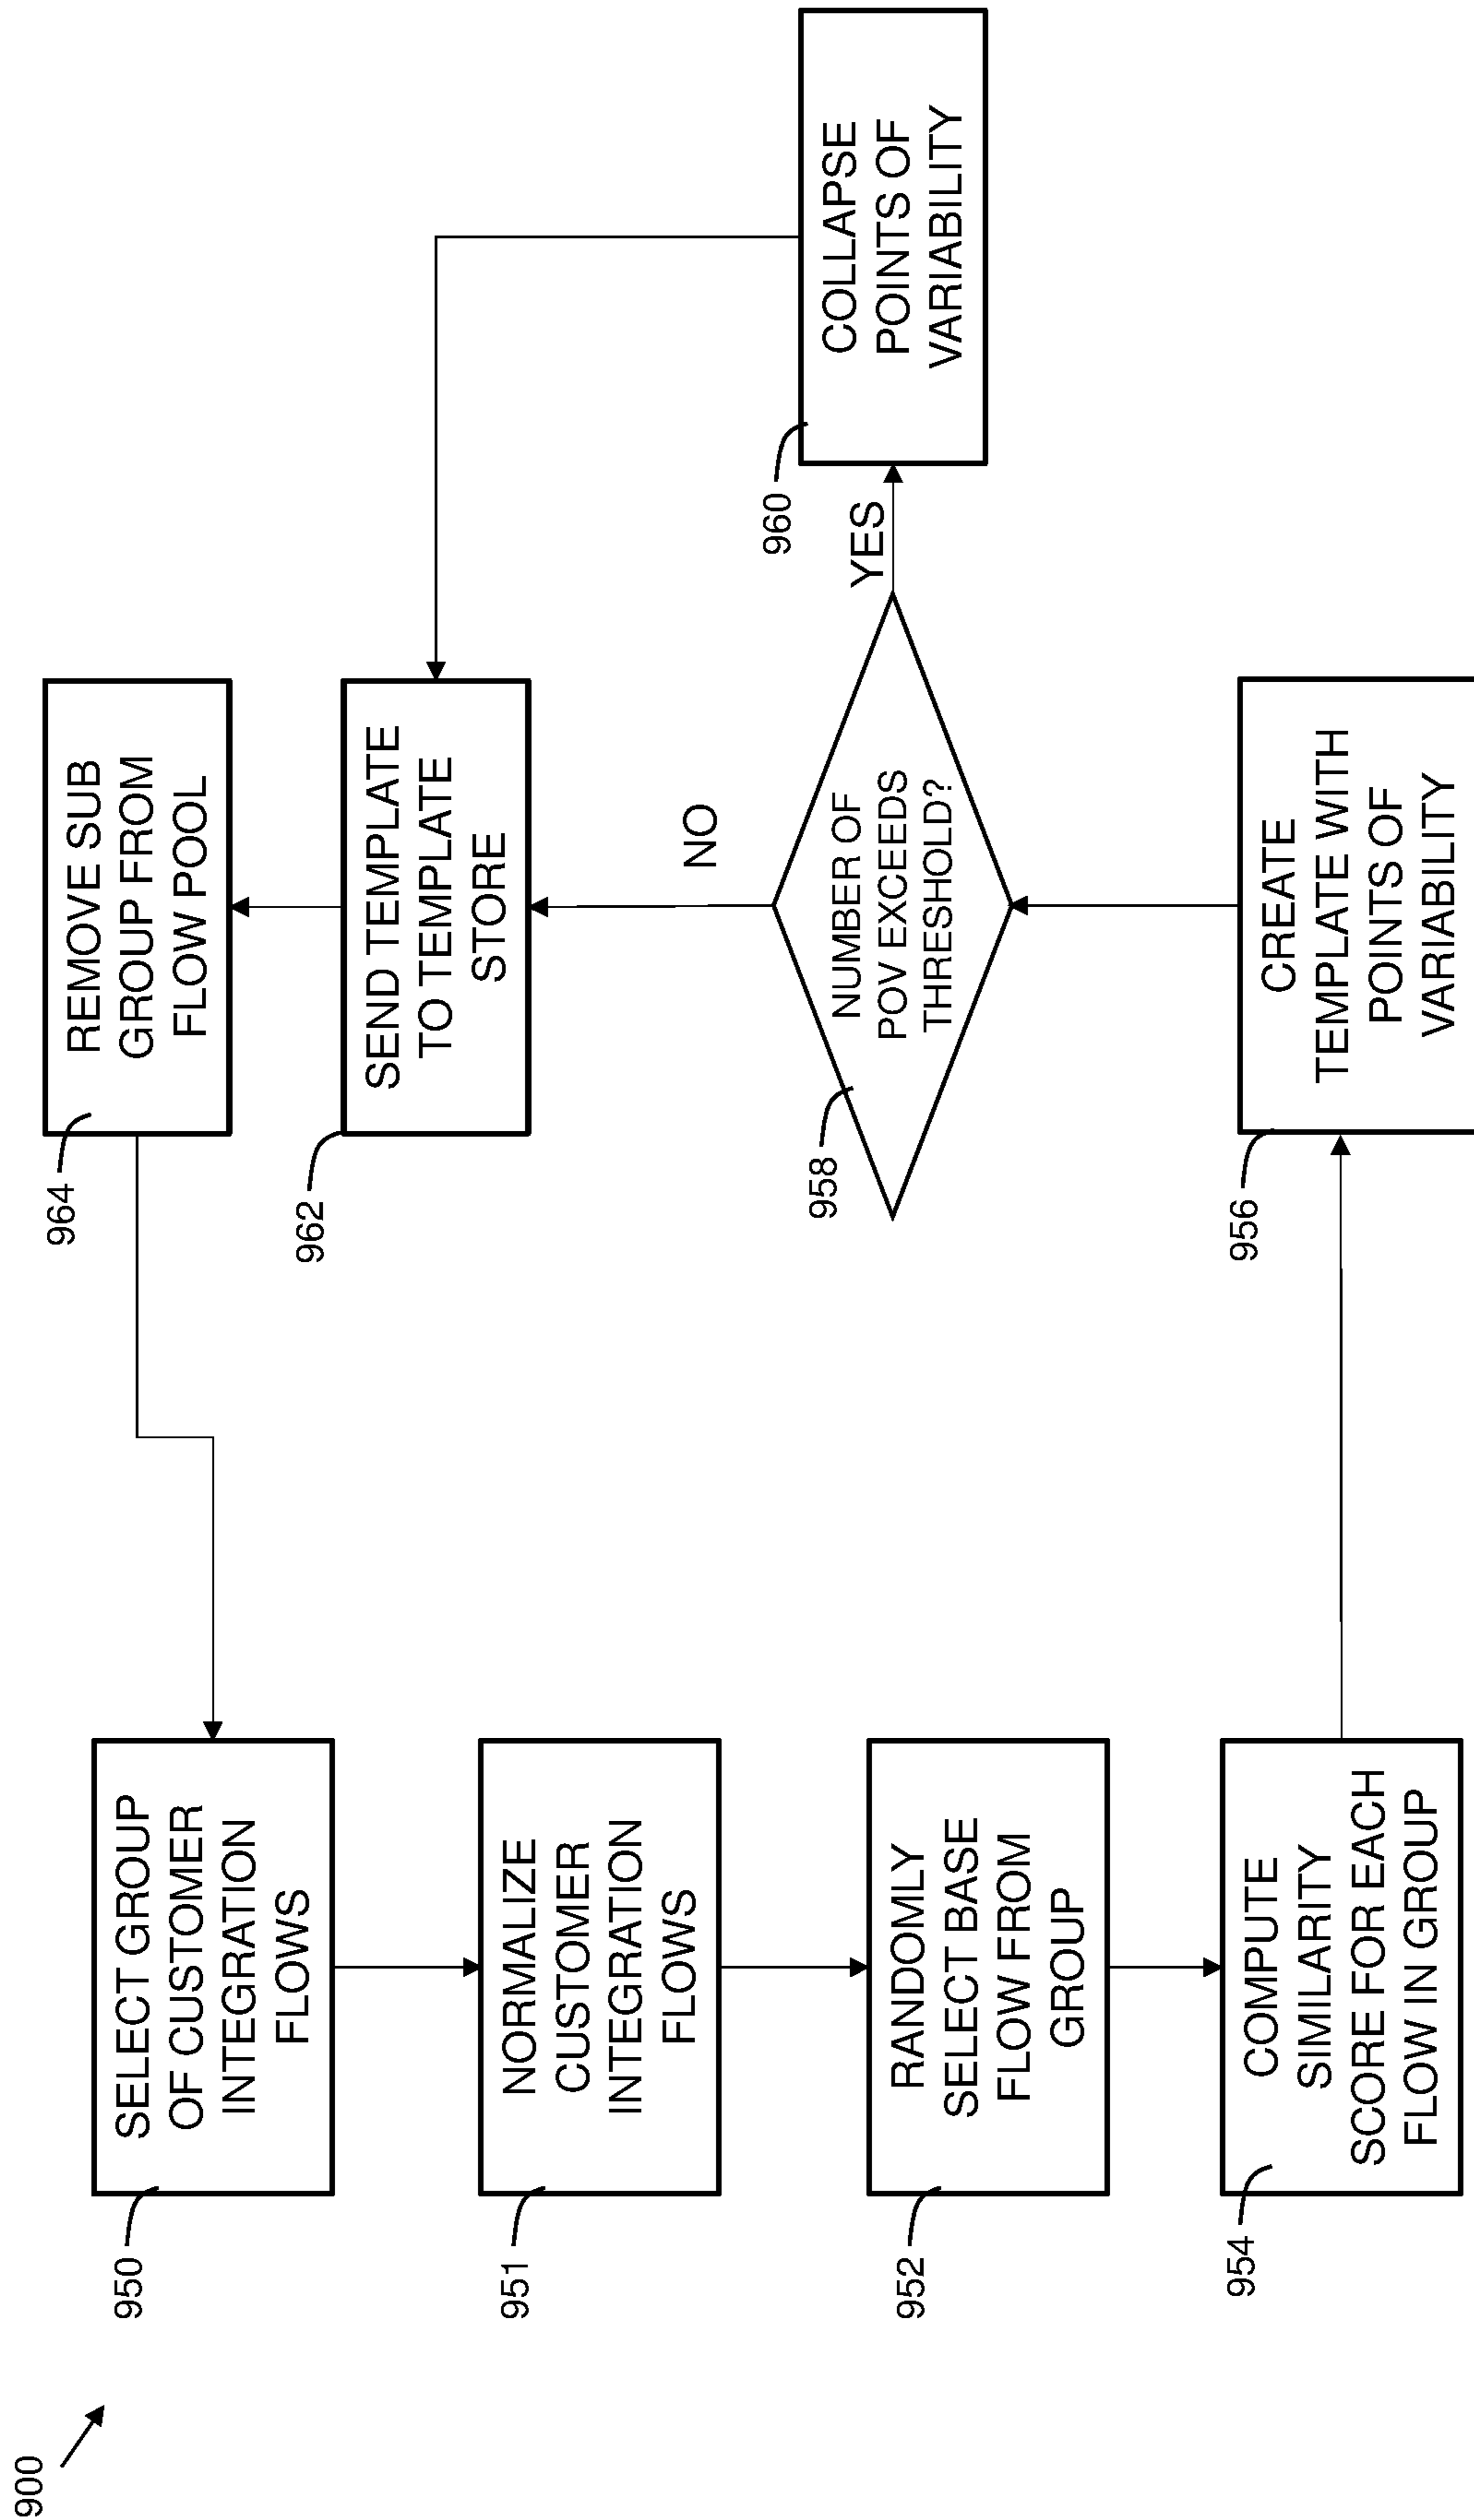 900
950
SELECT GROUP
OF CUSTOMER
INTEGRATION
FLOWS
951
NORMALIZE
CUSTOMER
INTEGRATION
FLOWS
952
RANDOMLY
SELECT BASE
FLOW FROM
GROUP
954
COMPUTE
SIMILARITY
SCORE FOR EACH
FLOW IN GROUP
956
CREATE
TEMPLATE WITH
POINTS OF
VARIABILITY
958
NUMBER OF
POV EXCEEDS
THRESHOLD?
YES
NO
960
COLLAPSE
POINTS OF
VARIABILITY
962
SEND TEMPLATE
TO TEMPLATE
STORE
964
REMOVE SUB
GROUP FROM
FLOW POOL